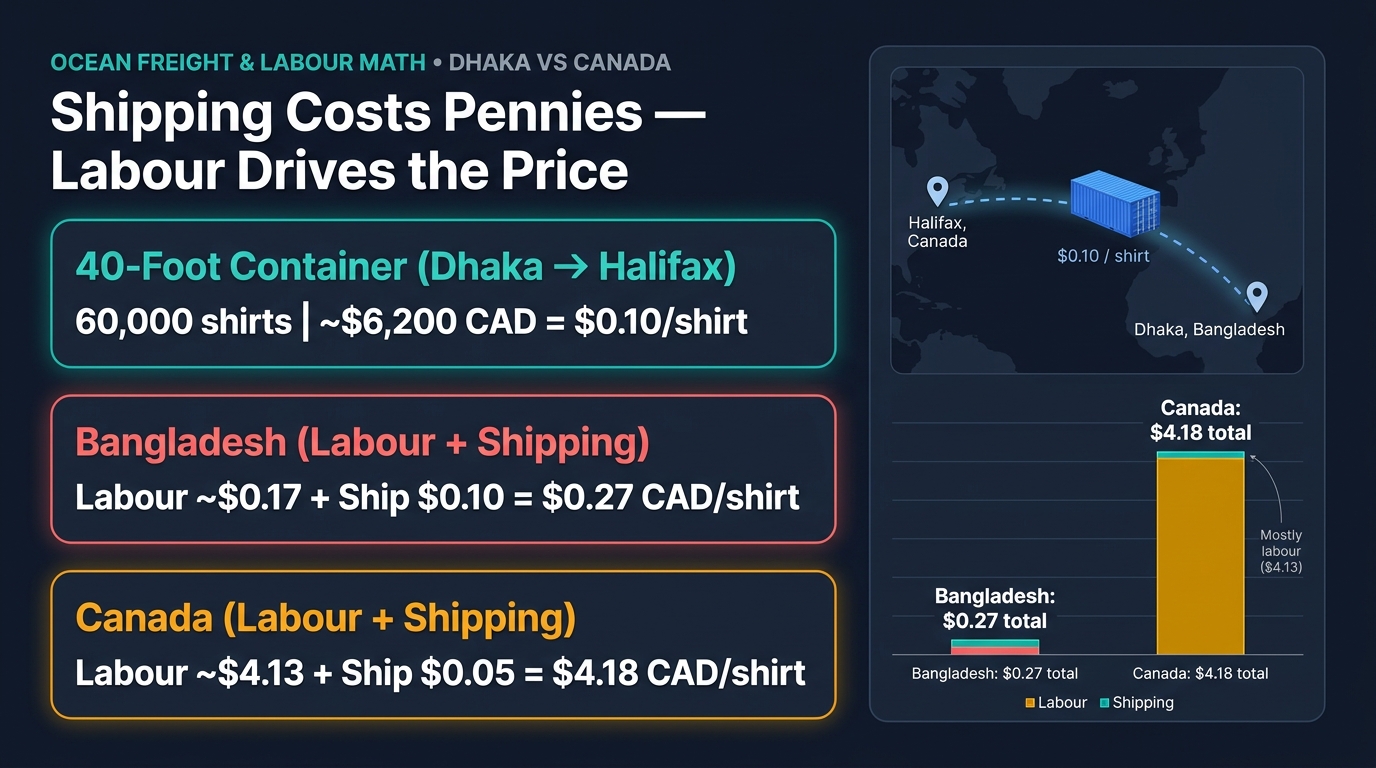 OCEAN FREIGHT & LABOUR MATH • DHAKA VS CANADA
Shipping Costs Pennies —
Labour Drives the Price
40-Foot Container (Dhaka → Halifax)
60,000 shirts | ~$6,200 CAD = $0.10/shirt
Bangladesh (Labour + Shipping)
Labour ~$0.17 + Ship $0.10 = $0.27 CAD/shirt
Canada (Labour + Shipping)
Labour ~$4.13 + Ship $0.05 = $4.18 CAD/shirt
Halifax,
Canada
$0.10 / shirt
Dhaka, Bangladesh
Canada:
$4.18 total
Mostly
labour
($4.13)
Bangladesh:
$0.27 total
Bangladesh: $0.27 total
Canada: $4.18 total
Labour
Shipping